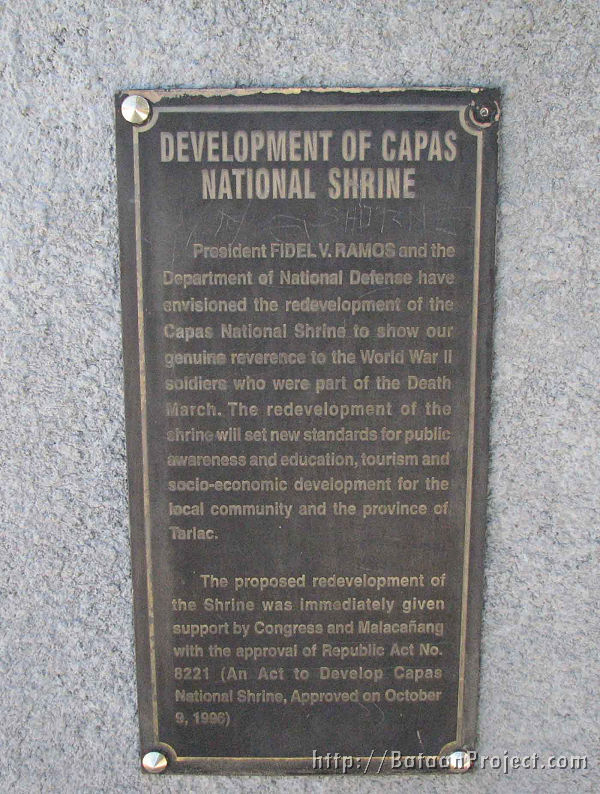 DEVELOPMENT OF CAPAS
NATIONAL SHRINE
President FIDEL V. RAMOS and the
Department of National Defense have
envisioned the redevelopment of the
Capas National Shrine to show our
genuine reverence to the World War II
soldiers who were part of the Death
March. The redevelopment of the
shrine will set new standards for public
awareness and education, tourism and
socio-economic development for the
local community and the province of
Tarlac.
The proposed redevelopment of
the Shrine was immediately given
support by Congress and Malacañang
with the approval of Republic Act No.
8221 (An Act to Develop Capas
National Shrine, Approved on October
9, 1996)
http://BataanProject.com